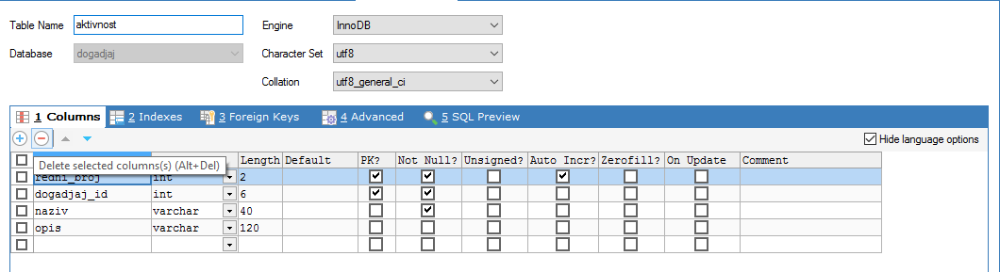 Table Name aktivnost Engine InnoDB
Database dogadjaj Character Set utf8
Collation utf8_general_ci
1 Columns 2 Indexes 3 Foreign Keys 4 Advanced 5 SQL Preview
Hide language options
Delete selected columns(s) (Alt+Del) Length Default PK? Not Null? Unsigned? Auto Incr? Zerofill? On Update Comment
redni_broj int 2
dogadjaj_id int 6
naziv varchar 40
opis varchar 120